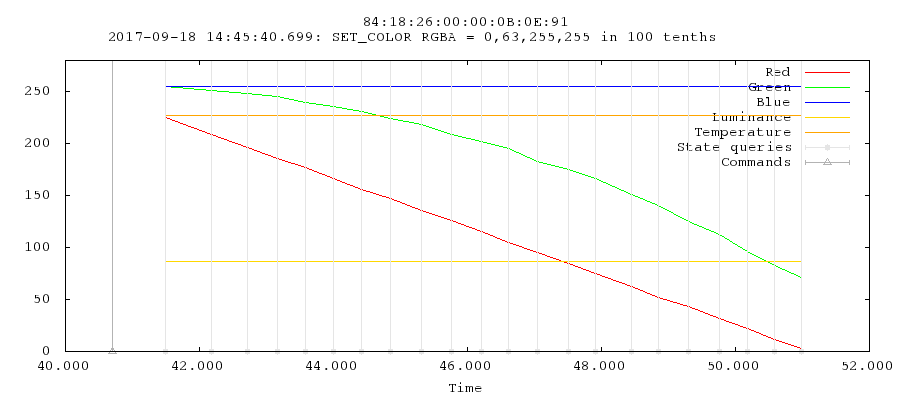 84:18:26:00:00:0B:0E:91
2017-09-18 14:45:40.699: SET_COLOR RGBA = 0,63,255,255 in 100 tenths
Red
Green
Blue
Luminance
Temperature
State queries
Commands
250
200
150
100
50
0
40.000 42.000 44.000 46.000 48.000 50.000 52.000
Time